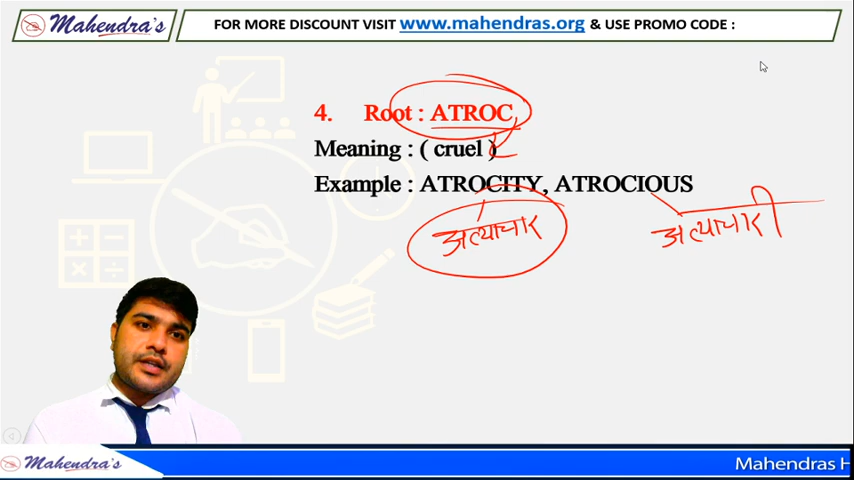 Mahendra's
FOR MORE DISCOUNT VISIT www.mahendras.org & USE PROMO CODE :
4. Root : ATROC,
Meaning : ( cruel )
Example : ATROCITY, ATROCIOUS
अत्याचार अत्याचारी
Mahendra's
Mahendras H